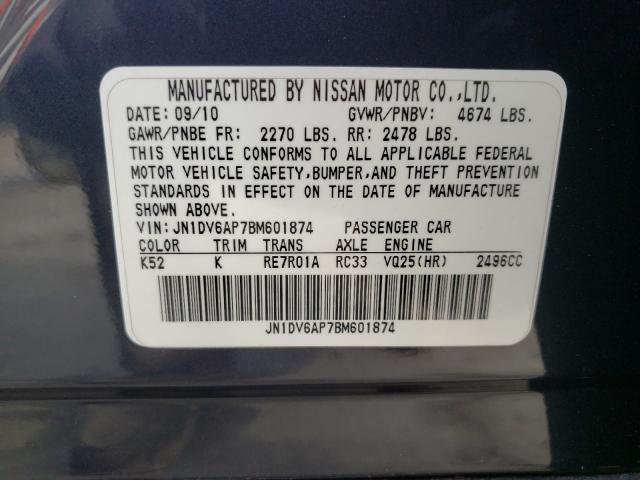 MANUFACTURED BY NISSAN MOTOR CO.,LTD.
DATE: 09/10 GVWR/PNBV: 4674 LBS.
GAWR/PNBE FR: 2270 LBS. RR: 2478 LBS.
THIS VEHICLE CONFORMS TO ALL APPLICABLE FEDERAL
MOTOR VEHICLE SAFETY,BUMPER,AND THEFT PREVENTION
STANDARDS IN EFFECT ON THE DATE OF MANUFACTURE
SHOWN ABOVE.
VIN: JN1DV6AP7BM601874 PASSENGER CAR
COLOR TRIM TRANS AXLE ENGINE
K52 K RE7R01A RC33 VQ25(HR) 2496CC
JN1DV6AP7BM601874